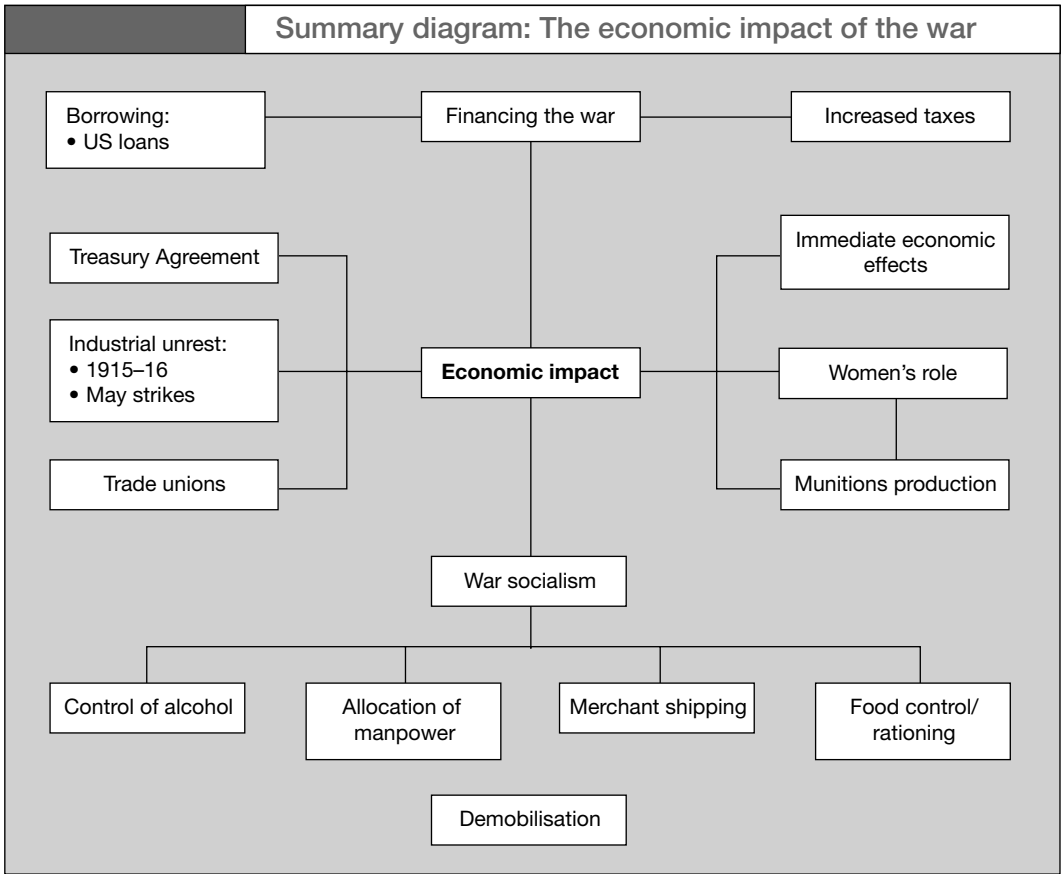 Summary diagram: The economic impact of the war
Borrowing:
• US loans
Financing the war
Increased taxes
Treasury Agreement
Immediate economic
effects
Industrial unrest:
• 1915–16
• May strikes
Economic impact
Women’s role
Trade unions
Munitions production
War socialism
Control of alcohol
Allocation of
manpower
Merchant shipping
Food control/
rationing
Demobilisation